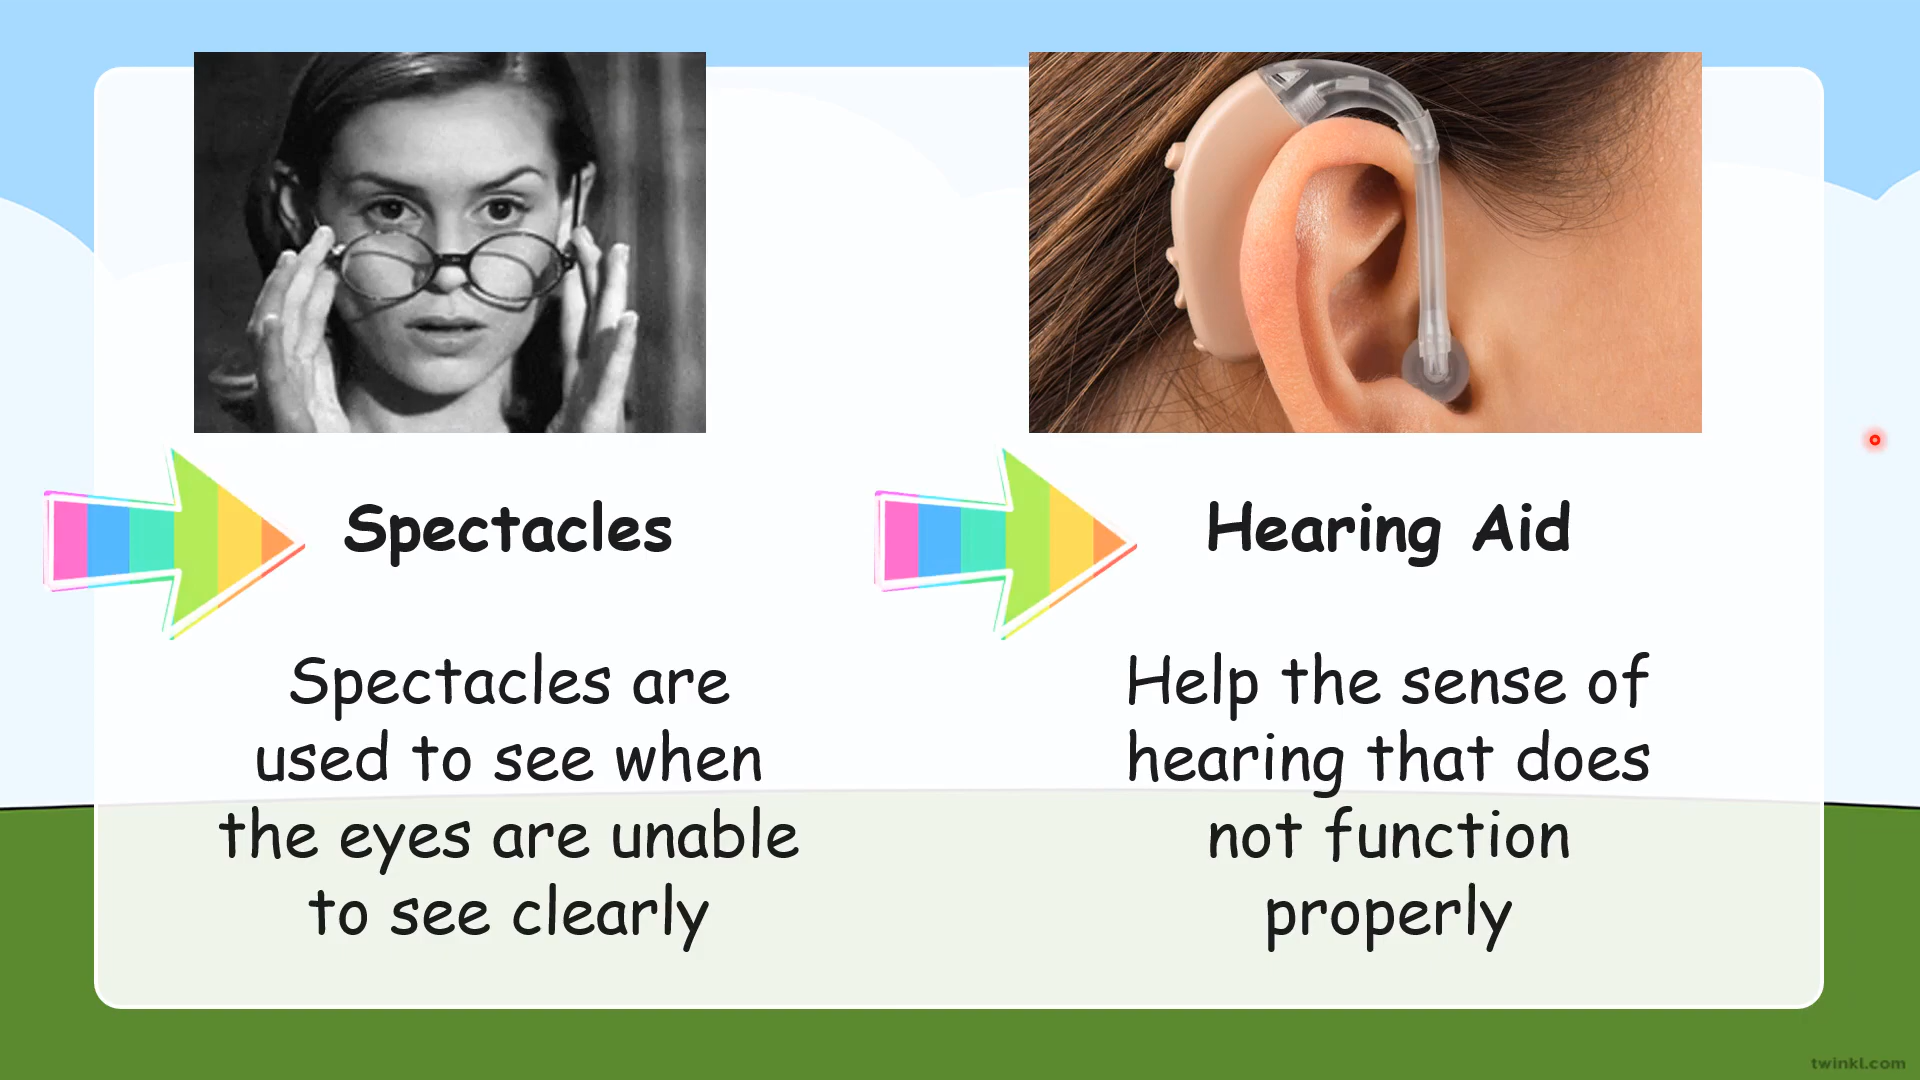 Spectacles
Spectacles are
used to see when
the eyes are unable
to see clearly
Hearing Aid
Help the sense of
hearing that does
not function
properly
twinkl.com